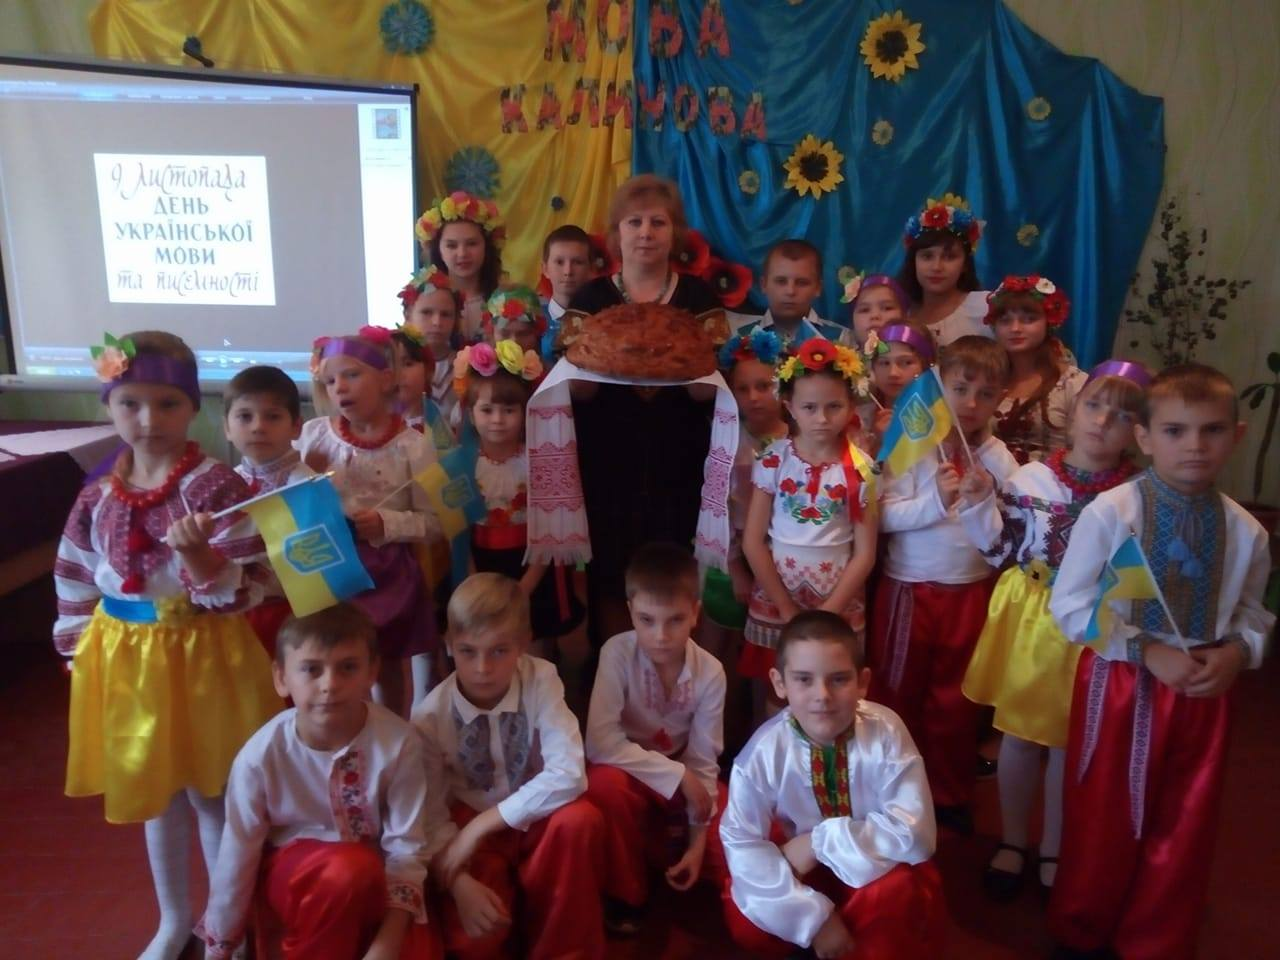 МОВА
КАЛИНОВА
9 листопада
ДЕНЬ
УКРАЇНСЬКОЇ
МОВИ
та писемності